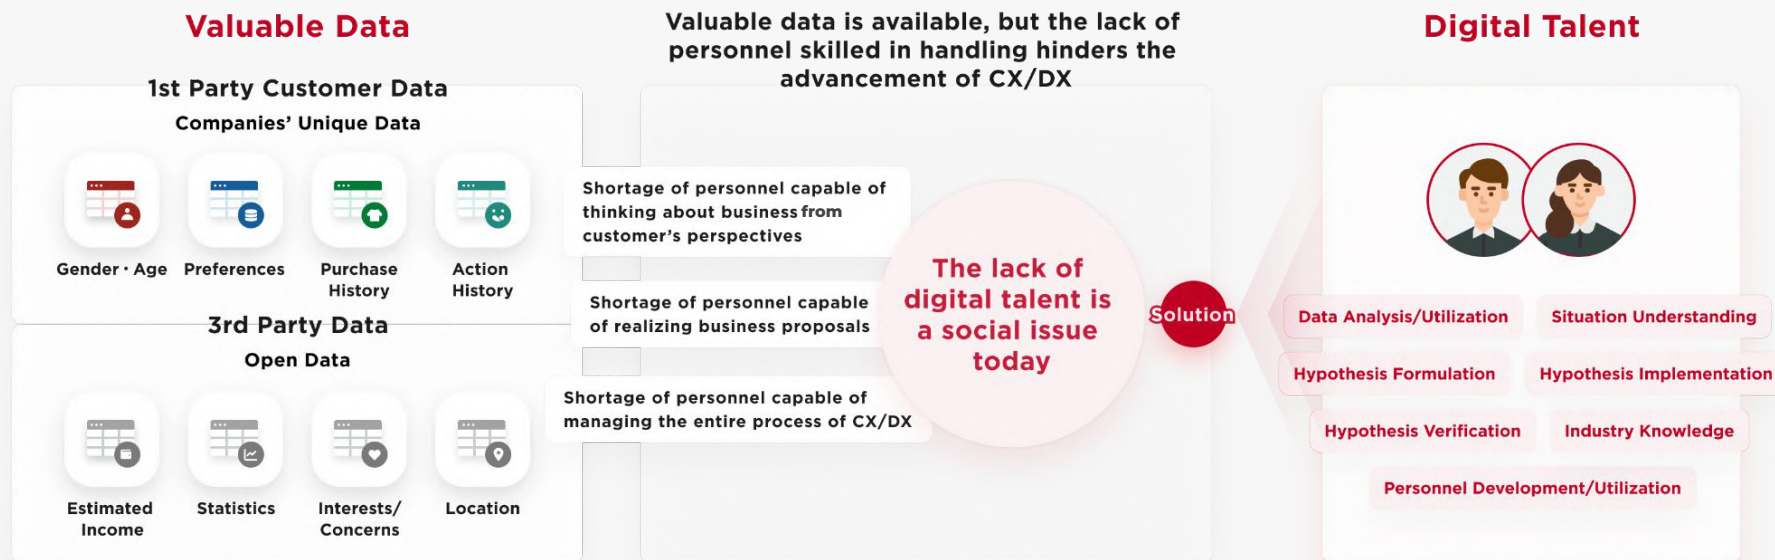 Valuable Data
1st Party Customer Data
Companies’ Unique Data
Gender · Age
Preferences
Purchase
History
Action
History
3rd Party Data
Open Data
Estimated
Income
Statistics
Interests/
Concerns
Location
Valuable data is available, but the lack of
personnel skilled in handling hinders the
advancement of CX/DX
Shortage of personnel capable of
thinking about business from
customer’s perspectives
Shortage of personnel capable
of realizing business proposals
Shortage of personnel capable of
managing the entire process of CX/DX
The lack of
digital talent is
a social issue
today
Solution
Digital Talent
Data Analysis/Utilization
Situation Understanding
Hypothesis Formulation
Hypothesis Implementation
Hypothesis Verification
Industry Knowledge
Personnel Development/Utilization